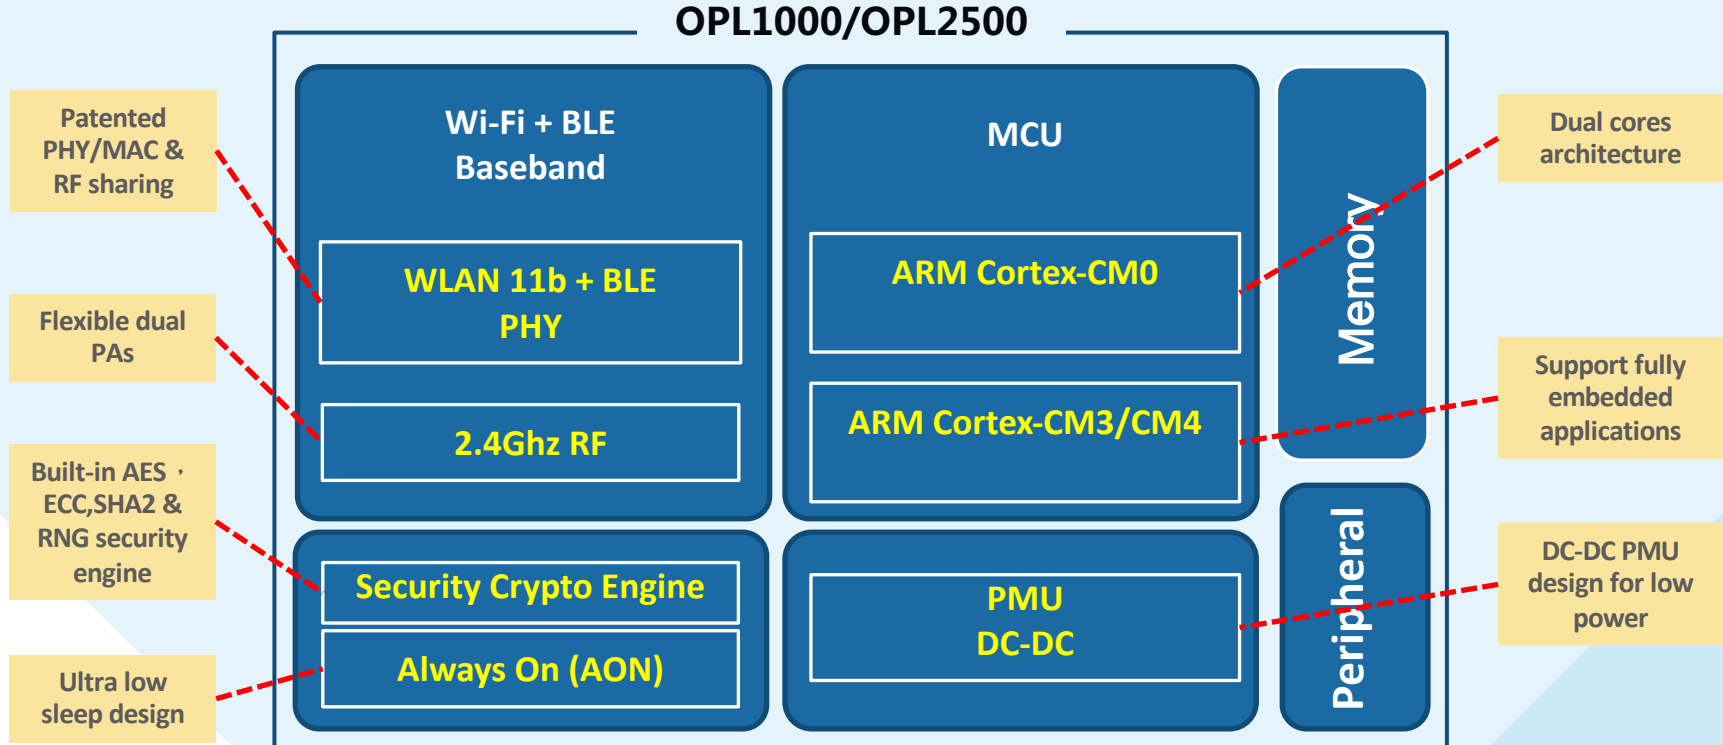 OPL1000/OPL2500
Patented
PHY/MAC &
RF sharing
Flexible dual
PAs
Built-in AES，
ECC,SHA2 &
RNG security
engine
Ultra low
sleep design
Wi-Fi + BLE
Baseband
WLAN 11b + BLE
PHY
2.4Ghz RF
Security Crypto Engine
Always On (AON)
MCU
ARM Cortex-CM0
ARM Cortex-CM3/CM4
PMU
DC-DC
Memory
Peripheral
Dual cores
architecture
Support fully
embedded
applications
DC-DC PMU
design for low
power